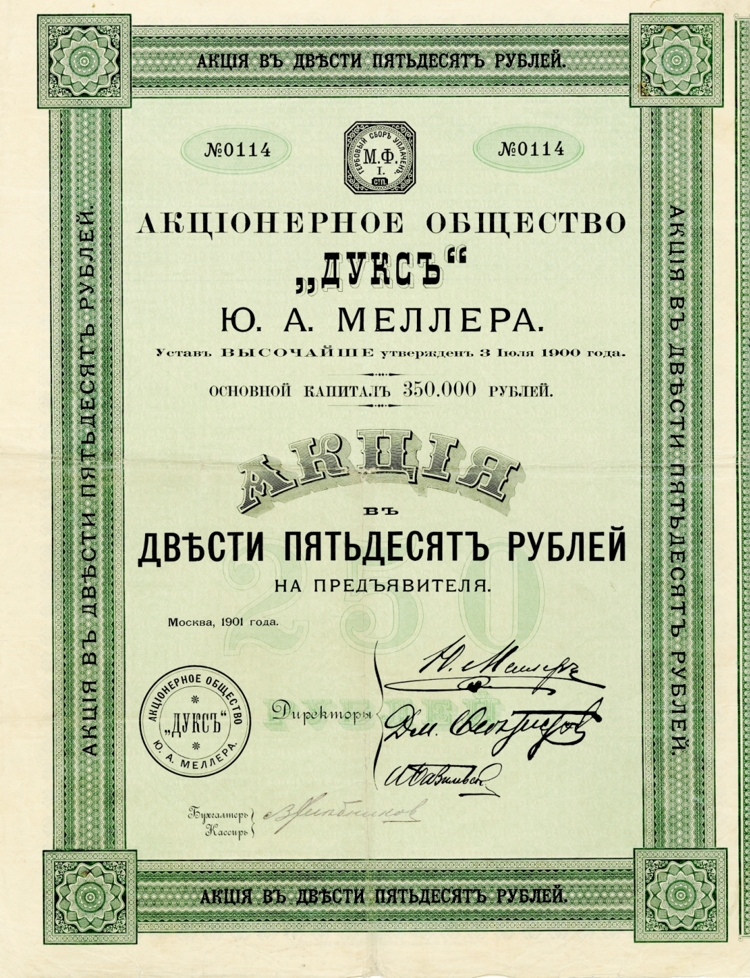 АКЦІЯ ВЪ ДВѢСТИ ПЯТЬДЕСЯТЪ РУБЛЕЙ.
№0114
ГЕРБОВЫЙ СБОРЪ УПЛАЧЕНЪ.
М.Ф.
I.
№0114
АКЦІОНЕРНОЕ ОБЩЕСТВО
„ДУКСЪ“
Ю. А. МЕЛЛЕРА.
Уставъ ВЫСОЧАЙШЕ утвержденъ 3 Іюля 1900 года.
ОСНОВНОЙ КАПИТАЛЪ 350.000 РУБЛЕЙ.
АКЦІЯ
ВЪ
ДВѢСТИ ПЯТЬДЕСЯТЪ РУБЛЕЙ
НА ПРЕДЪЯВИТЕЛЯ.
250
РУБЛЕЙ
Москва, 1901 года.
АКЦІОНЕРНОЕ ОБЩЕСТВО
„ДУКСЪ“
Ю. А. МЕЛЛЕРА.
Директоры
Ю. Меллеръ
Бухгалтеръ
Кассиръ
АКЦІЯ ВЪ ДВѢСТИ ПЯТЬДЕСЯТЪ РУБЛЕЙ.
АКЦІЯ ВЪ ДВѢСТИ ПЯТЬДЕСЯТЪ РУБЛЕЙ.
АКЦІЯ ВЪ ДВѢСТИ ПЯТЬДЕСЯТЪ РУБЛЕЙ.